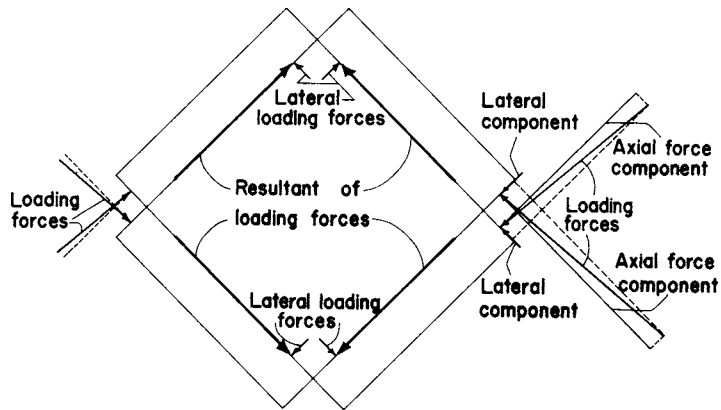 Lateral
loading forces
Lateral
component
Axial force
component
Loading
forces
Resultant of
loading forces
Loading
forces
Lateral loading
forces
Lateral
component
Axial force
component